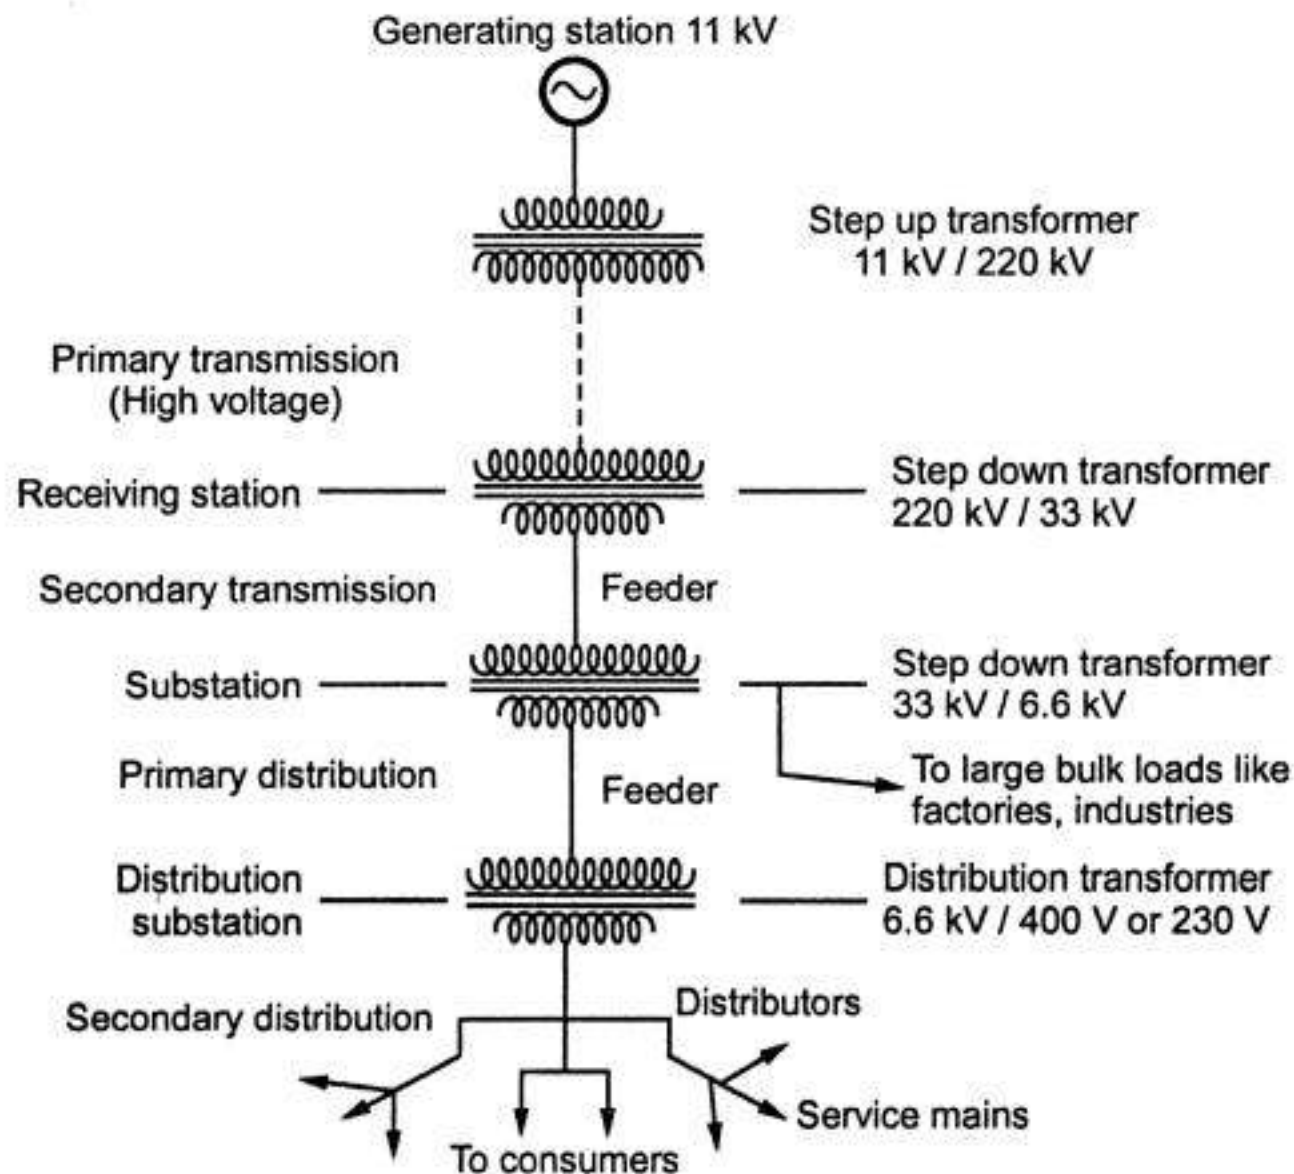 Generating station 11 kV
Step up transformer
11 kV / 220 kV
Primary transmission
(High voltage)
Receiving station
Step down transformer
220 kV / 33 kV
Secondary transmission
Feeder
Substation
Step down transformer
33 kV / 6.6 kV
Primary distribution
Feeder
To large bulk loads like
factories, industries
Distribution
substation
Distribution transformer
6.6 kV / 400 V or 230 V
Secondary distribution
Distributors
Service mains
To consumers